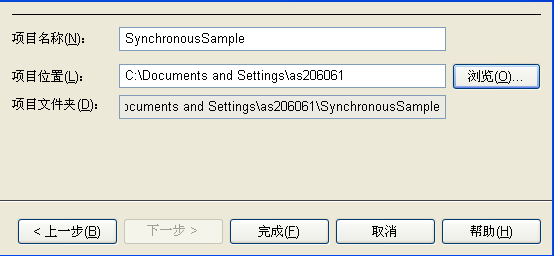 项目名称(N)： SynchronousSample
项目位置(L)： C:\Documents and Settings\as206061 浏览(O)...
项目文件夹(D)： ocuments and Settings\as206061\SynchronousSample
< 上一步(B) 下一步 > 完成(F) 取消 帮助(H)